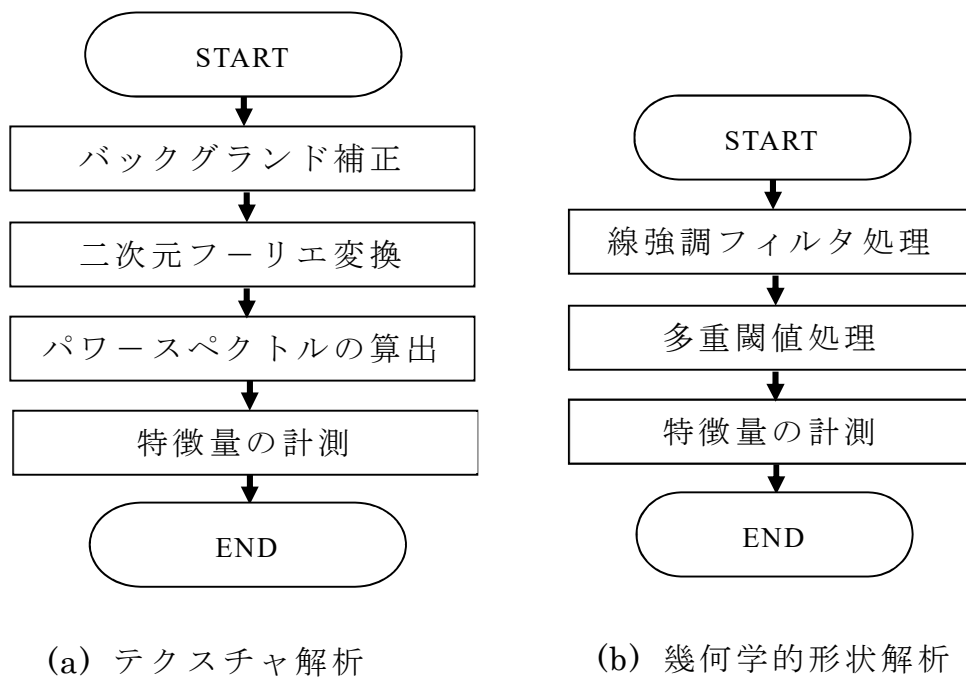 START
バックグランド補正
二次元フーリエ変換
パワースペクトルの算出
特徴量の計測
END
(a) テクスチャ解析
START
線強調フィルタ処理
多重閾値処理
特徴量の計測
END
(b) 幾何学的形状解析